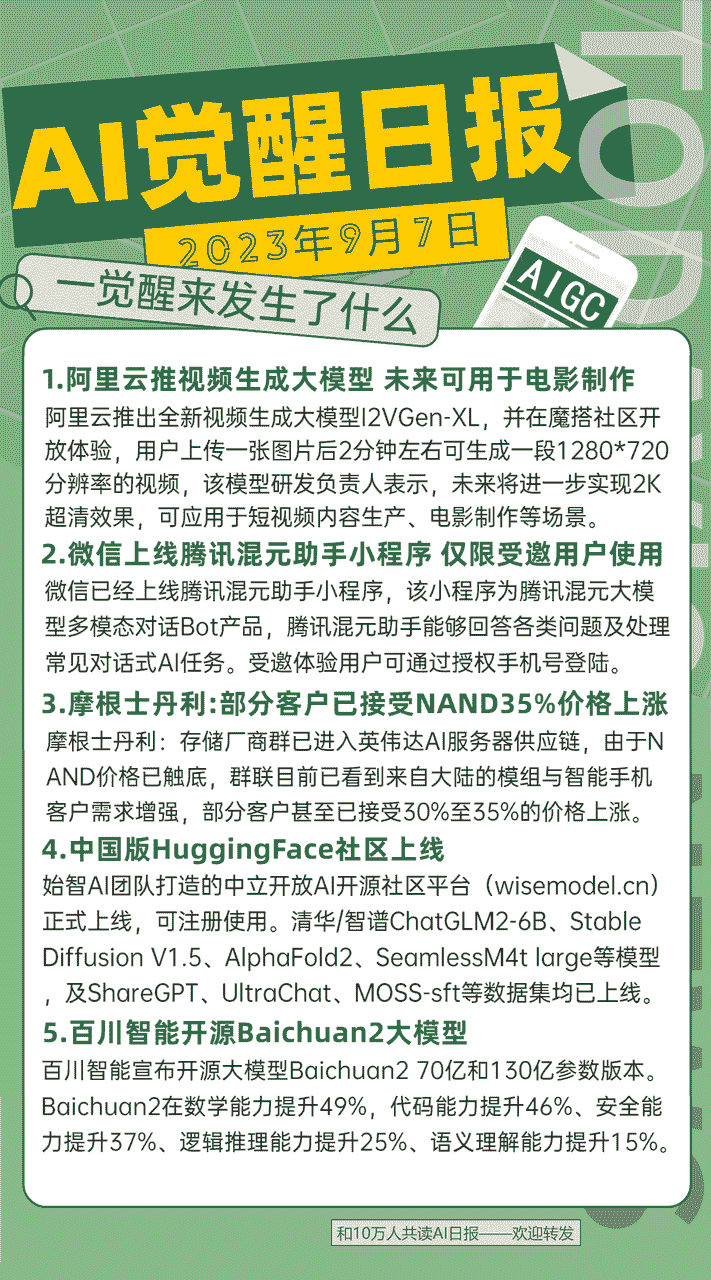 AI觉醒日报
2023年9月7日
一觉醒来发生了什么
AIGC
1.阿里云推视频生成大模型 未来可用于电影制作
阿里云推出全新视频生成大模型I2VGen-XL，并在魔搭社区开
放体验，用户上传一张图片后2分钟左右可生成一段1280*720
分辨率的视频，该模型研发负责人表示，未来将进一步实现2K
超清效果，可应用于短视频内容生产、电影制作等场景。
2.微信上线腾讯混元助手小程序 仅限受邀用户使用
微信已经上线腾讯混元助手小程序，该小程序为腾讯混元大模
型多模态对话Bot产品，腾讯混元助手能够回答各类问题及处理
常见对话式AI任务。受邀体验用户可通过授权手机号登陆。
3.摩根士丹利:部分客户已接受NAND35%价格上涨
摩根士丹利：存储厂商群已进入英伟达AI服务器供应链，由于N
AND价格已触底，群联目前已看到来自大陆的模组与智能手机
客户需求增强，部分客户甚至已接受30%至35%的价格上涨。
4.中国版HuggingFace社区上线
始智AI团队打造的中立开放AI开源社区平台（wisemodel.cn）
正式上线，可注册使用。清华/智谱ChatGLM2-6B、Stable
Diffusion V1.5、AlphaFold2、SeamlessM4t large等模型
，及ShareGPT、UltraChat、MOSS-sft等数据集均已上线。
5.百川智能开源Baichuan2大模型
百川智能宣布开源大模型Baichuan2 70亿和130亿参数版本。
Baichuan2在数学能力提升49%，代码能力提升46%、安全能
力提升37%、逻辑推理能力提升25%、语义理解能力提升15%。
和10万人共读AI日报——欢迎转发